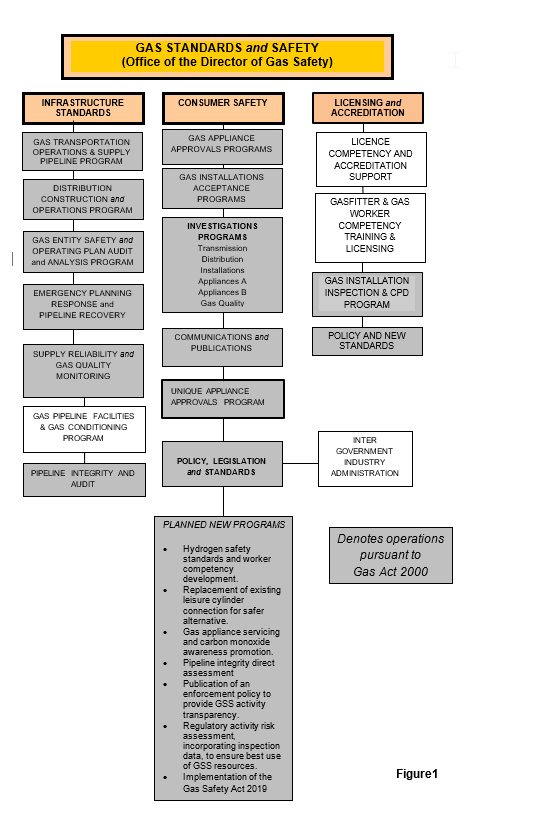 GAS STANDARDS and SAFETY
(Office of the Director of Gas Safety)
INFRASTRUCTURE
STANDARDS
GAS TRANSPORTATION
OPERATIONS & SUPPLY
PIPELINE PROGRAM
DISTRIBUTION
CONSTRUCTION and
OPERATIONS PROGRAM
GAS ENTITY SAFETY and
OPERATING PLAN AUDIT
and ANALYSIS PROGRAM
EMERGENCY PLANNING
RESPONSE and
PIPELINE RECOVERY
SUPPLY RELIABILITY and
GAS QUALITY
MONITORING
GAS PIPELINE FACILITIES
& GAS CONDITIONING
PROGRAM
PIPELINE INTEGRITY AND
AUDIT
CONSUMER SAFETY
GAS APPLIANCE
APPROVALS PROGRAMS
GAS INSTALLATIONS
ACCEPTANCE
PROGRAMS
INVESTIGATIONS
PROGRAMS
Transmission
Distribution
Installations
Appliances A
Appliances B
Gas Quality
COMMUNICATIONS and
PUBLICATIONS
UNIQUE APPLIANCE
APPROVALS PROGRAM
POLICY, LEGISLATION
and STANDARDS
INTER
GOVERNMENT
INDUSTRY
ADMINISTRATION
PLANNED NEW PROGRAMS
• Hydrogen safety
standards and worker
competency
development.
• Replacement of existing
leisure cylinder
connection for safer
alternative.
• Gas appliance servicing
and carbon monoxide
awareness promotion.
• Pipeline integrity direct
assessment
• Publication of an
enforcement policy to
provide GSS activity
transparency.
• Regulatory activity risk
assessment,
incorporating inspection
data, to ensure best use
of GSS resources.
• Implementation of the
Gas Safety Act 2019
LICENSING and
ACCREDITATION
LICENCE
COMPETENCY AND
ACCREDITATION
SUPPORT
GASFITTER & GAS
WORKER
COMPETENCY
TRAINING &
LICENSING
GAS INSTALLATION
INSPECTION & CPD
PROGRAM
POLICY AND NEW
STANDARDS
Denotes operations
pursuant to
Gas Act 2000
Figure1